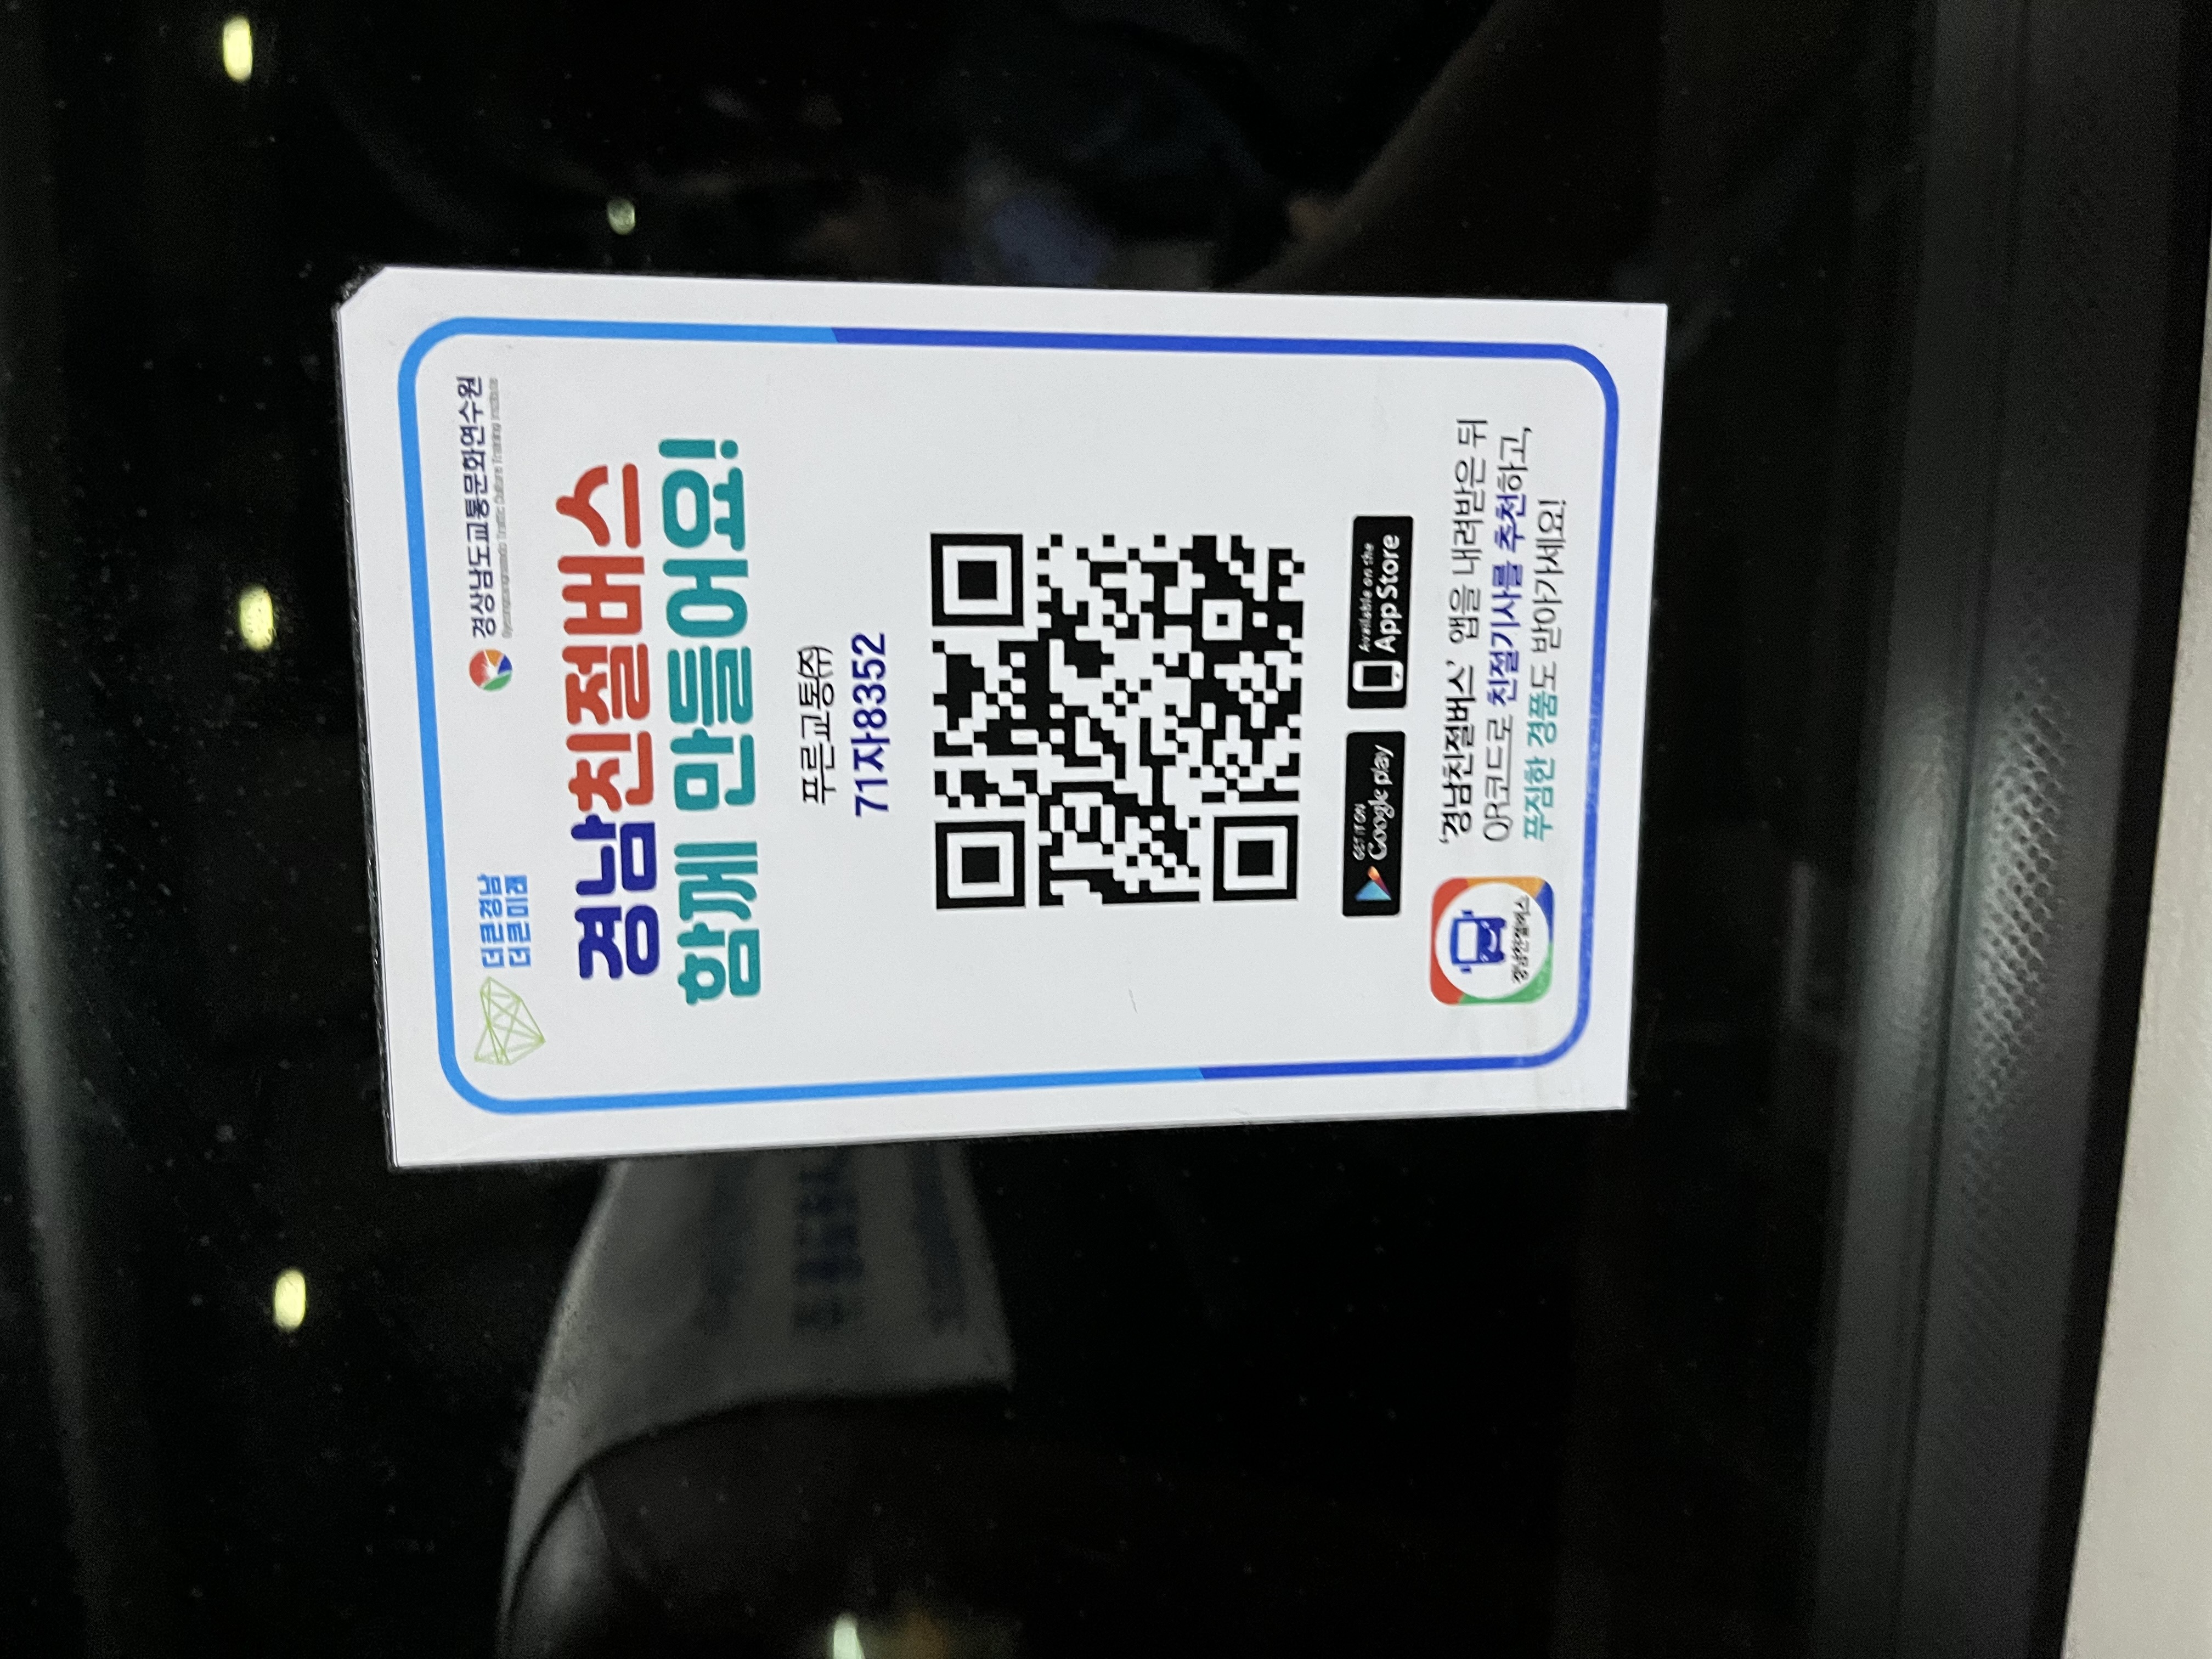 더 큰 경남
더 큰 미래
경상남도교통문화연수원
Gyeongsangnamdo Traffic Culture Training Institute
경남친절버스
함께 만들어요!
푸른교통㈜
71자8352
GET IT ON
Google play
Available on the
App Store
경남친절버스
'경남친절버스' 앱을 내려받은 뒤
QR코드로 친절기사를 추천하고,
푸짐한 경품도 받아가세요!